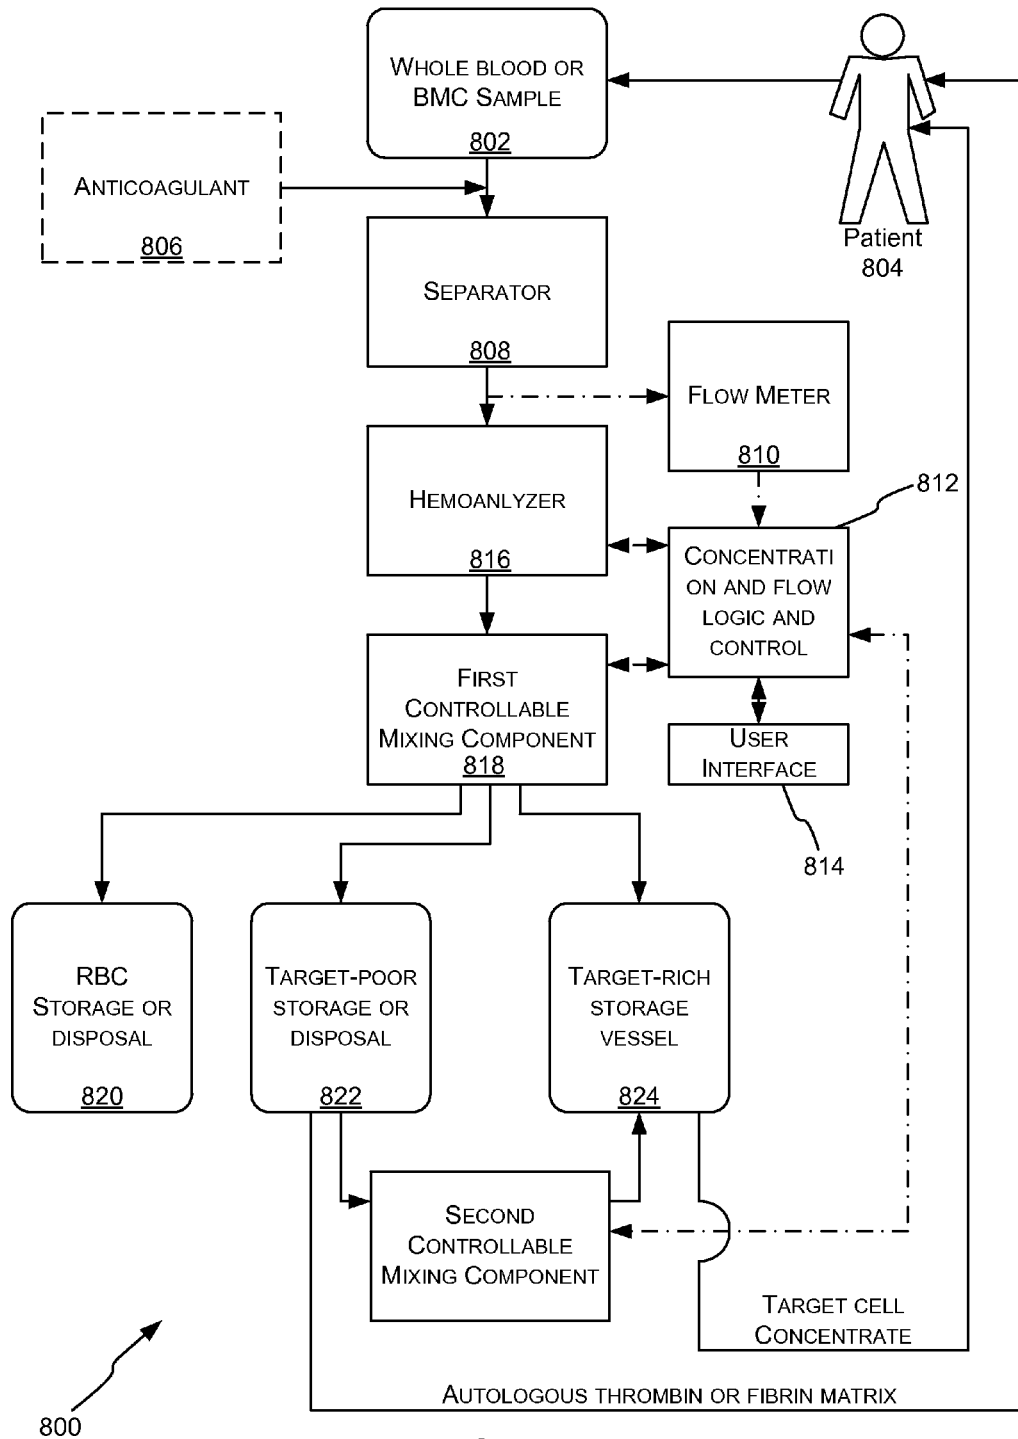 WHOLE BLOOD OR
BMC SAMPLE
802
ANTICOAGULANT
806
Patient
804
SEPARATOR
808
FLOW METER
810
812
HEMOANLYZER
816
CONCENTRATI
ON AND FLOW
LOGIC AND
CONTROL
FIRST
CONTROLLABLE
MIXING COMPONENT
818
USER
INTERFACE
814
RBC
STORAGE OR
DISPOSAL
820
TARGET-POOR
STORAGE OR
DISPOSAL
822
TARGET-RICH
STORAGE
VESSEL
824
SECOND
CONTROLLABLE
MIXING COMPONENT
TARGET CELL
CONCENTRATE
AUTOLOGOUS THROMBIN OR FIBRIN MATRIX
800